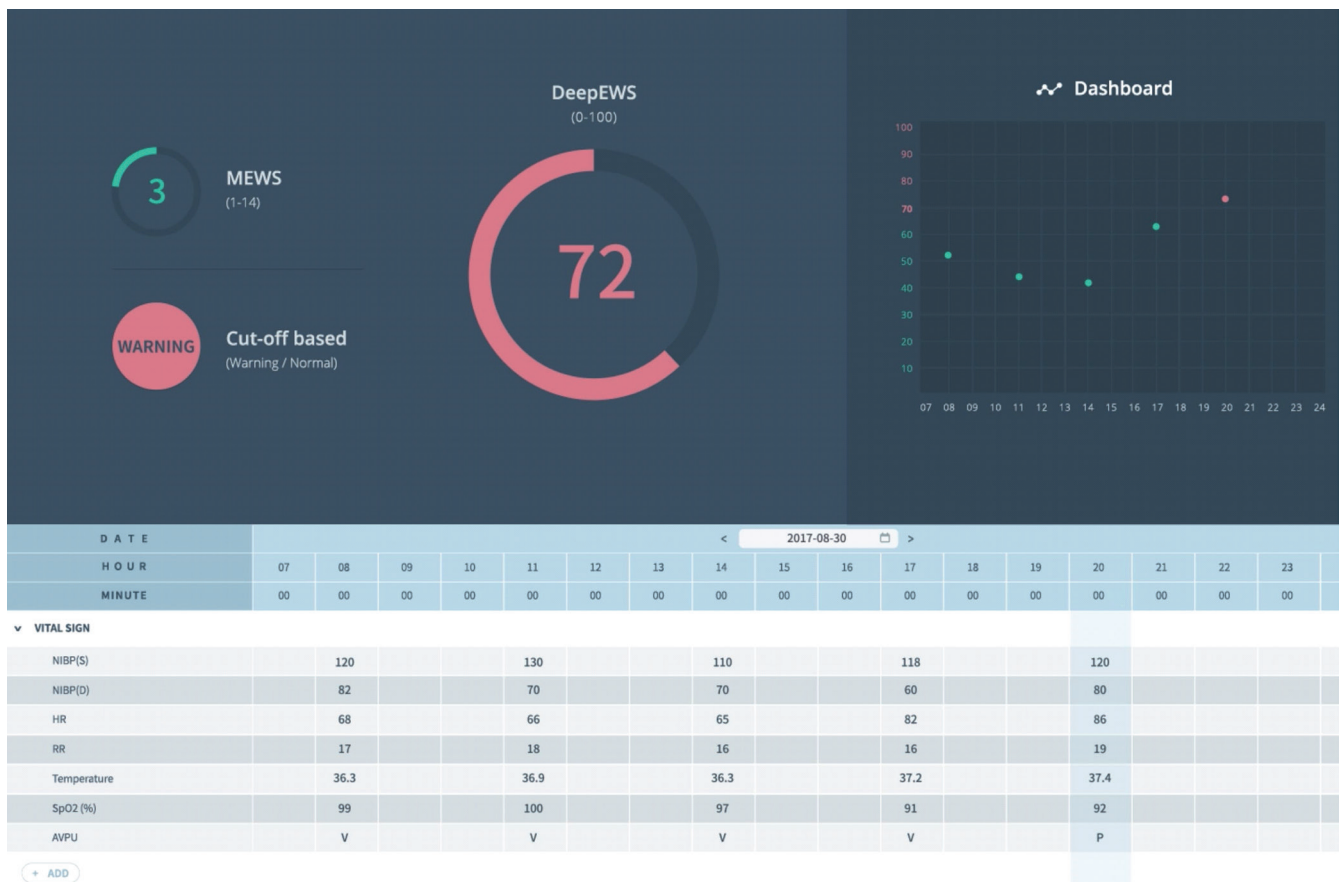 DeepEWS
(0-100)
3
MEWS
(1-14)
72
WARNING
Cut-off based
(Warning / Normal)
Dashboard
100
90
80
70
60
50
40
30
20
10
07 08 09 10 11 12 13 14 15 16 17 18 19 20 21 22 23 24
DATE < 2017-08-30 >
HOUR 07 08 09 10 11 12 13 14 15 16 17 18 19 20 21 22 23
MINUTE 00 00 00 00 00 00 00 00 00 00 00 00 00 00 00 00 00
VITAL SIGN
NIBP(S) 120 130 110 118 120
NIBP(D) 82 70 70 60 80
HR 68 66 65 82 86
RR 17 18 16 16 19
Temperature 36.3 36.9 36.3 37.2 37.4
SpO2 (%) 99 100 97 91 92
AVPU V V V V P
+ ADD